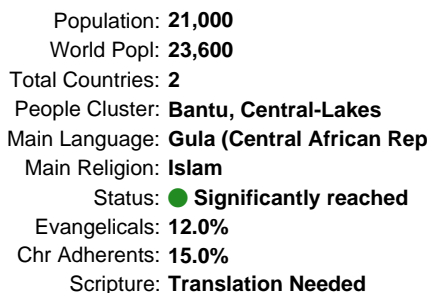 Population: 21,000
World Popl: 23,600
Total Countries: 2
People Cluster: Bantu, Central-Lakes
Main Language: Gula (Central African Rep
Main Religion: Islam
Status: Significantly reached
Evangelicals: 12.0%
Chr Adherents: 15.0%
Scripture: Translation Needed